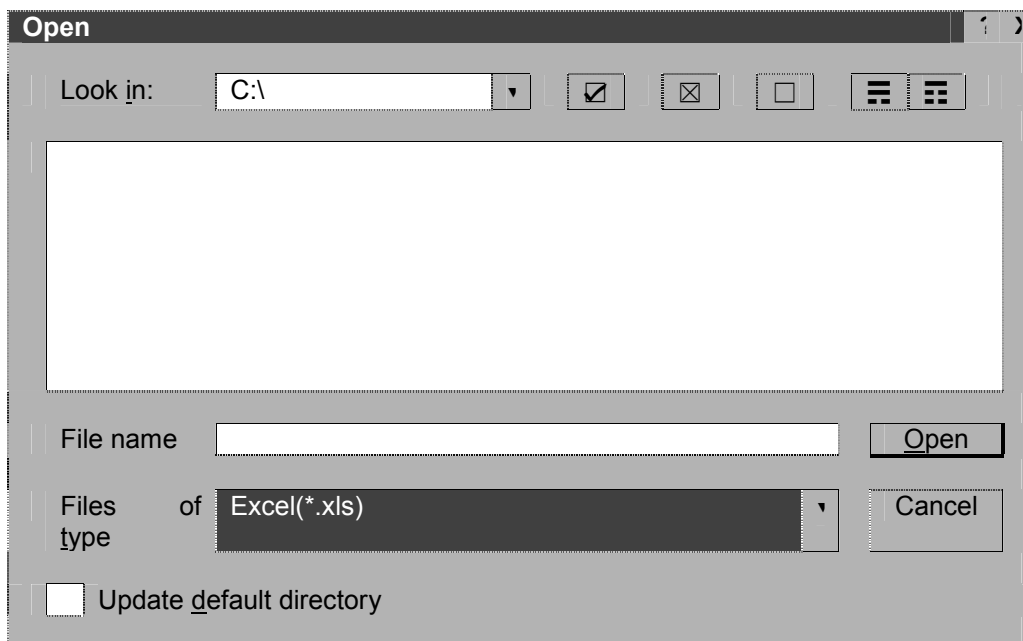 Open
Look in: C:\
File name Open
Files of type Excel(*.xls) Cancel
Update default directory